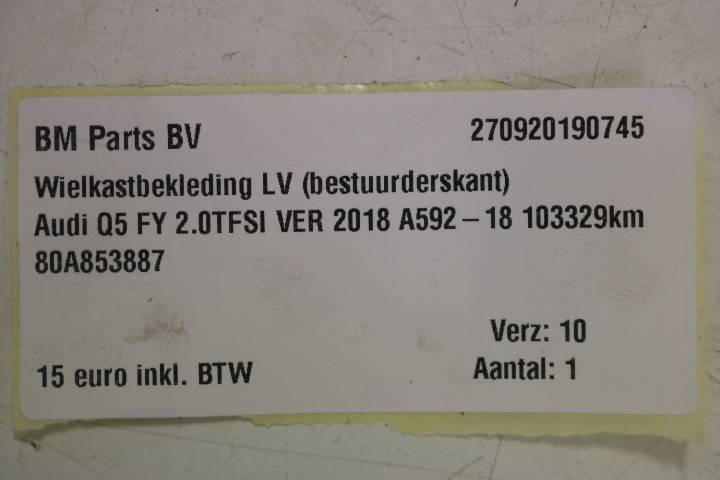 BM Parts BV 270920190745
Wielkastbekleding LV (bestuurderskant)
Audi Q5 FY 2.0TFSI VER 2018 A592-18 103329km
80A853887
Verz: 10
15 euro inkl. BTW Aantal: 1